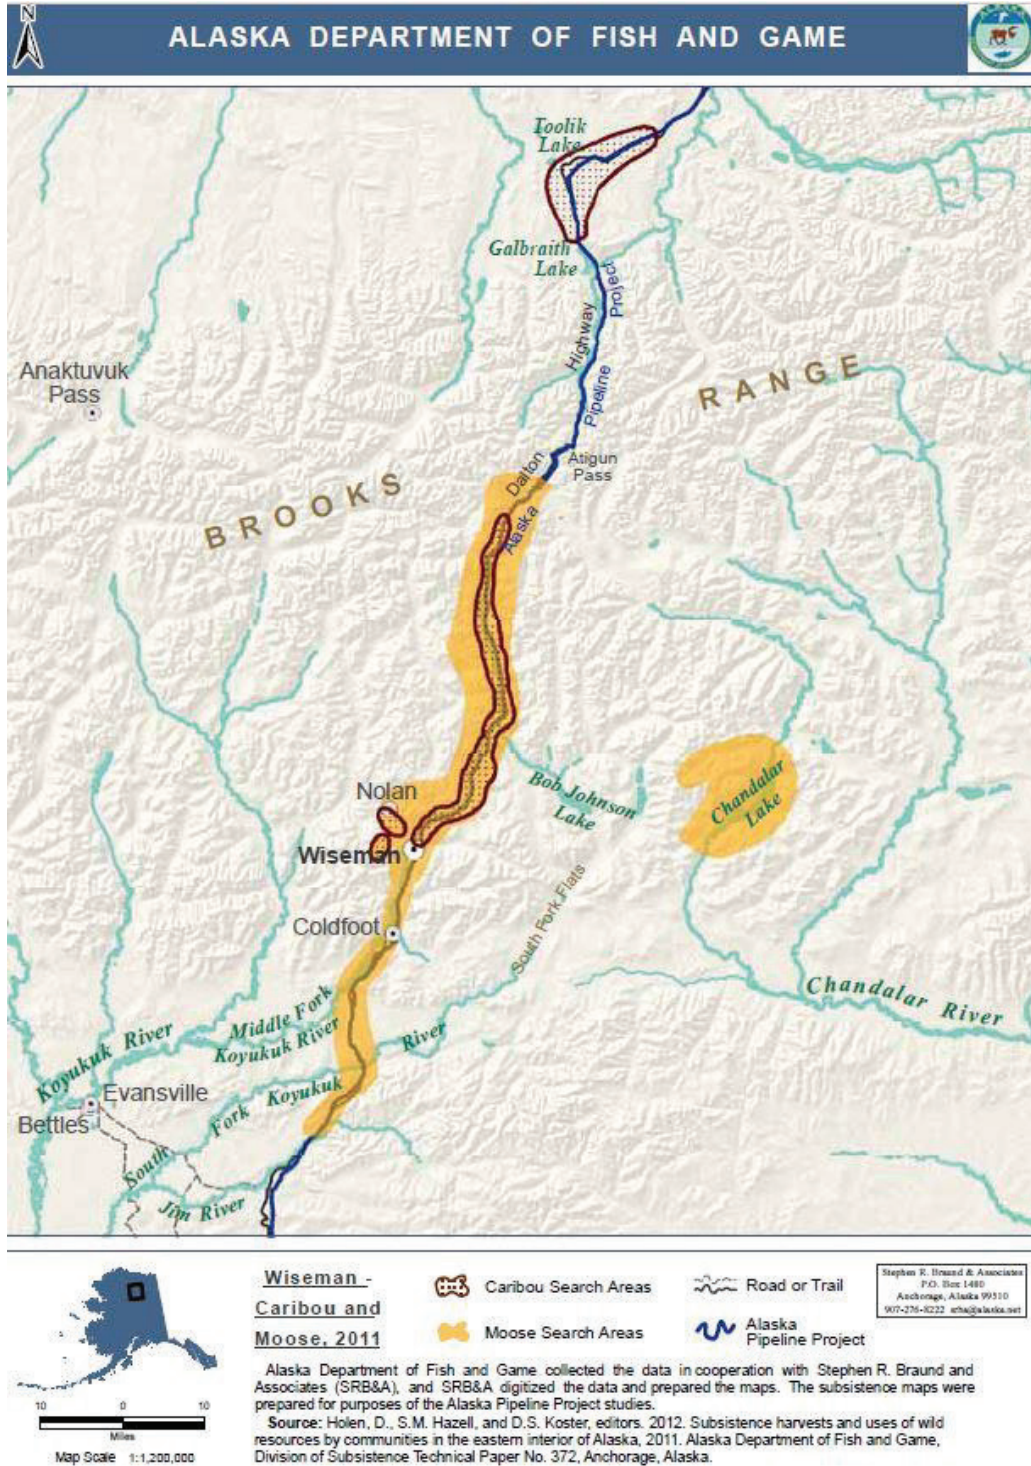 N
ALASKA DEPARTMENT OF FISH AND GAME
Toolik
Lake
Galbraith
Lake
Project
Highway
Pipeline
Anaktuvuk
Pass
RANGE
BROOKS
Dalton
Atigun
Pass
Alaska
Nolan
Wiseman
Bob Johnson
Lake
Chandalar
Lake
Coldfoot
South Fork Flats
Chandalar River
Koyukuk River
Middle Fork
Koyukuk River
South Fork Koyukuk River
Evansville
Bettles
Jim River
Wiseman -
Caribou and
Moose, 2011
Caribou Search Areas
Moose Search Areas
Road or Trail
Alaska
Pipeline Project
Stephen R. Braund & Associates
P.O. Box 1480
Anchorage, Alaska 99510
907-276-8222 srba@alaska.net
10 0 10
Miles
Map Scale 1:1,200,000
Alaska Department of Fish and Game collected the data in cooperation with Stephen R. Braund and
Associates (SRB&A), and SRB&A digitized the data and prepared the maps. The subsistence maps were
prepared for purposes of the Alaska Pipeline Project studies.
Source: Holen, D., S.M. Hazell, and D.S. Koster, editors. 2012. Subsistence harvests and uses of wild
resources by communities in the eastern interior of Alaska, 2011. Alaska Department of Fish and Game,
Division of Subsistence Technical Paper No. 372, Anchorage, Alaska.